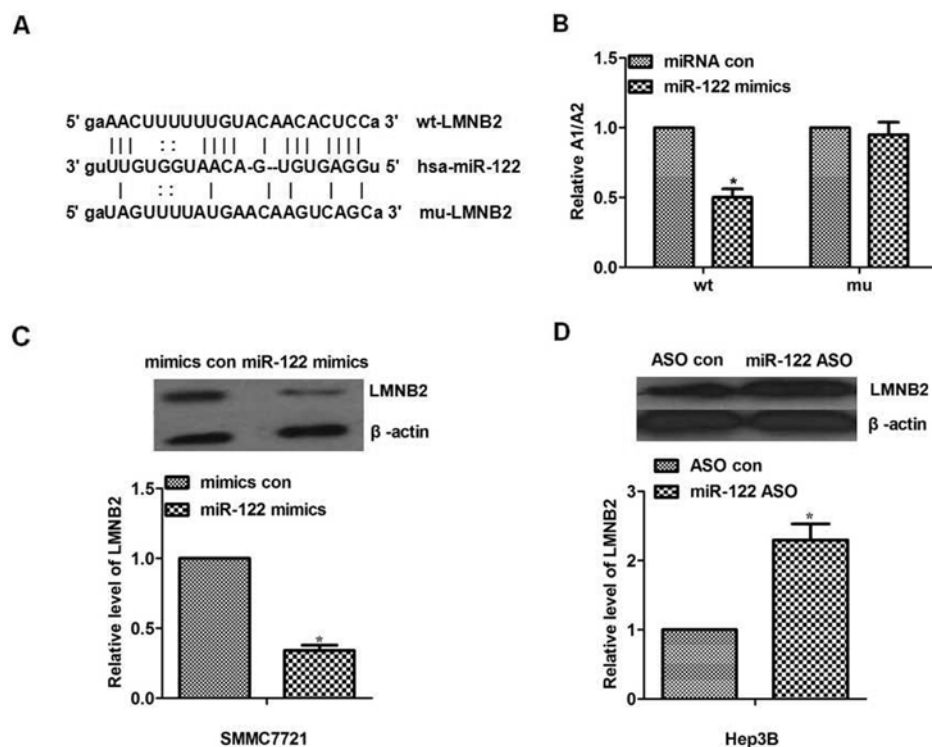 A
5' gaAACUUUUUUGUACAACACUCCa 3' wt-LMNB2
3' guUUGUGGUAACA-G--UGUGAGGu 5' hsa-miR-122
5' gaUAGUUUUAUGAACAAGUCAGCa 3' mu-LMNB2
B
miRNA con
miR-122 mimics
Relative A1/A2
1.5
1.0
0.5
0.0
*
wt mu
C
mimics con miR-122 mimics
LMNB2
β -actin
mimics con
miR-122 mimics
Relative level of LMNB2
1.5
1.0
0.5
0.0
*
SMMC7721
D
ASO con miR-122 ASO
LMNB2
β -actin
ASO con
miR-122 ASO
Relative level of LMNB2
3
2
1
0
*
Hep3B